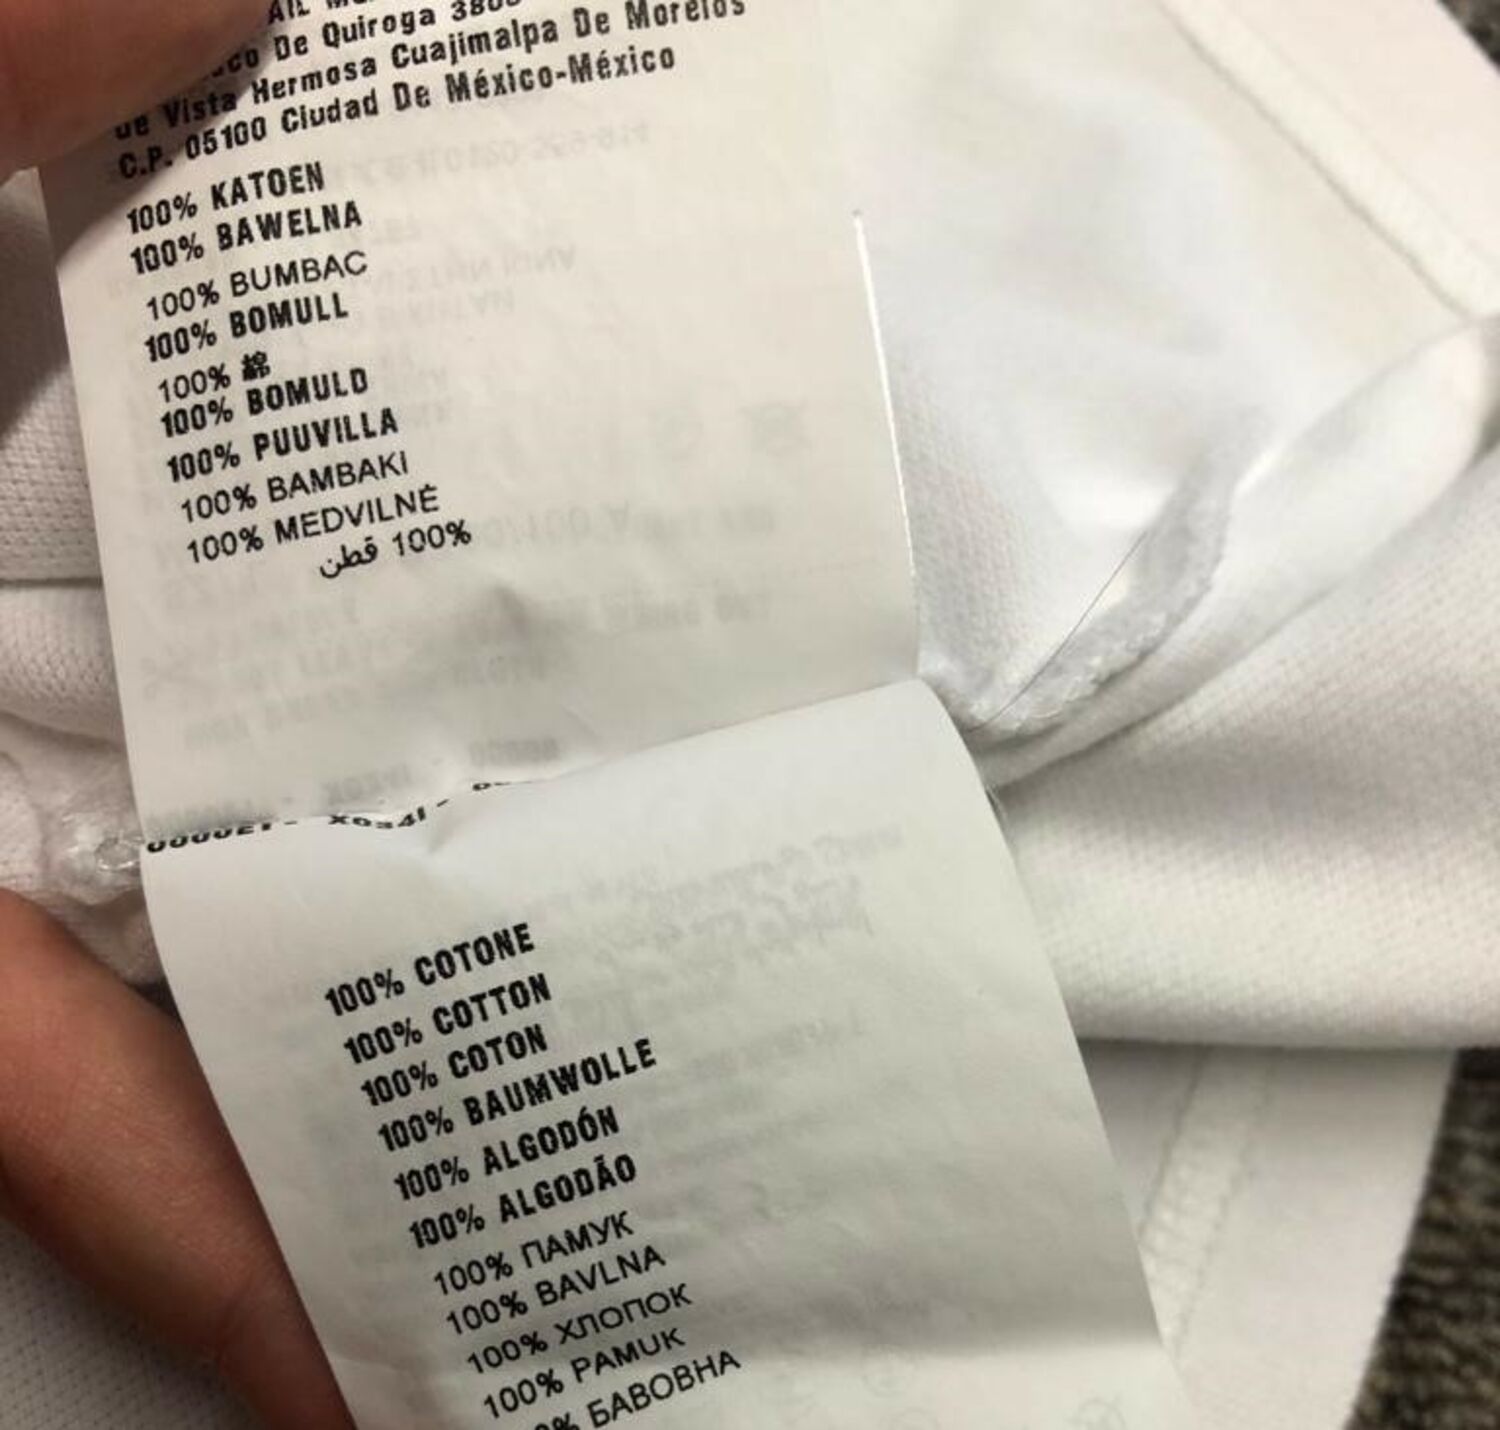 De Quiroga
de Vista Hermosa Cuajimalpa De Morelos
C.P. 05100 Ciudad De México-México
100% KATOEN
100% BAWELNA
100% BUMBAC
100% BOMULL
100% 綿
100% BOMULD
100% PUUVILLA
100% BAMBAKI
100% MEDVILNĖ
100% قطن
100% COTONE
100% COTTON
100% COTON
100% BAUMWOLLE
100% ALGODÓN
100% ALGODÃO
100% ПАМУК
100% BAVLNA
100% ХЛОПОК
100% PAMUK
% БАВОВНА